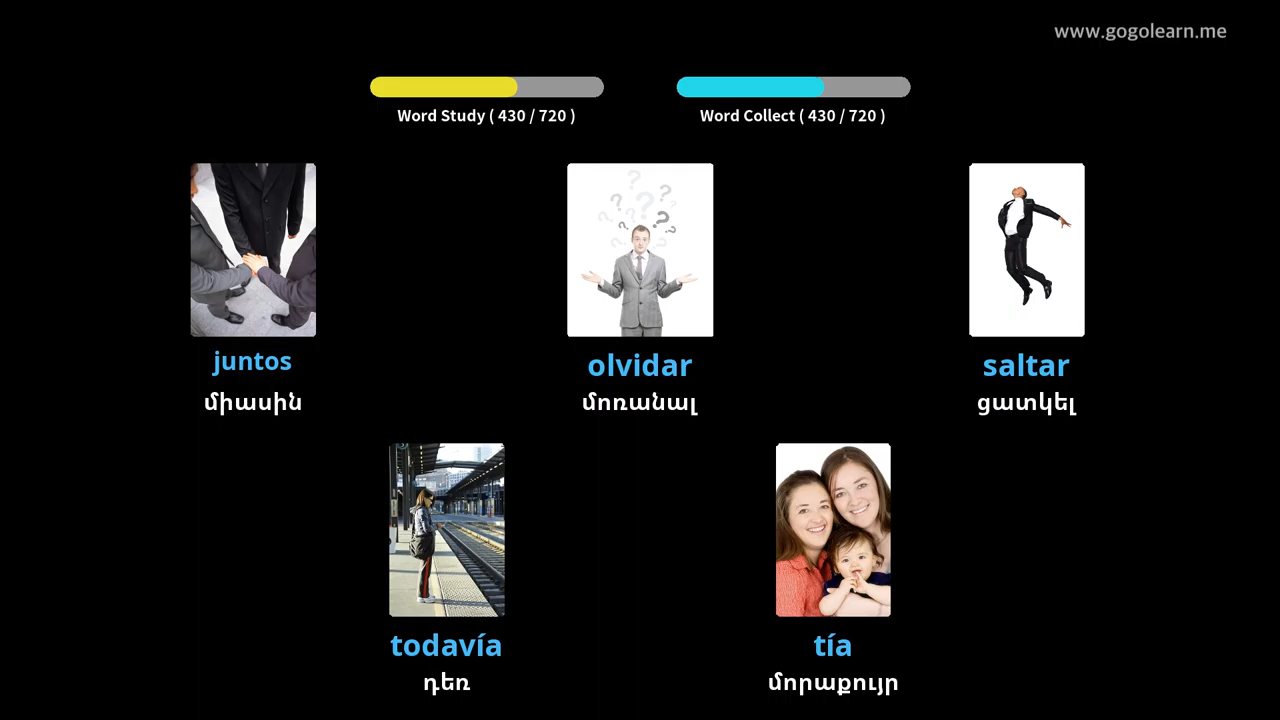 www.gogolearn.me
Word Study ( 430 / 720 )
Word Collect ( 430 / 720 )
juntos
միասին
olvidar
մոռանալ
saltar
ցատկել
todavía
դեռ
tía
մորաքույր